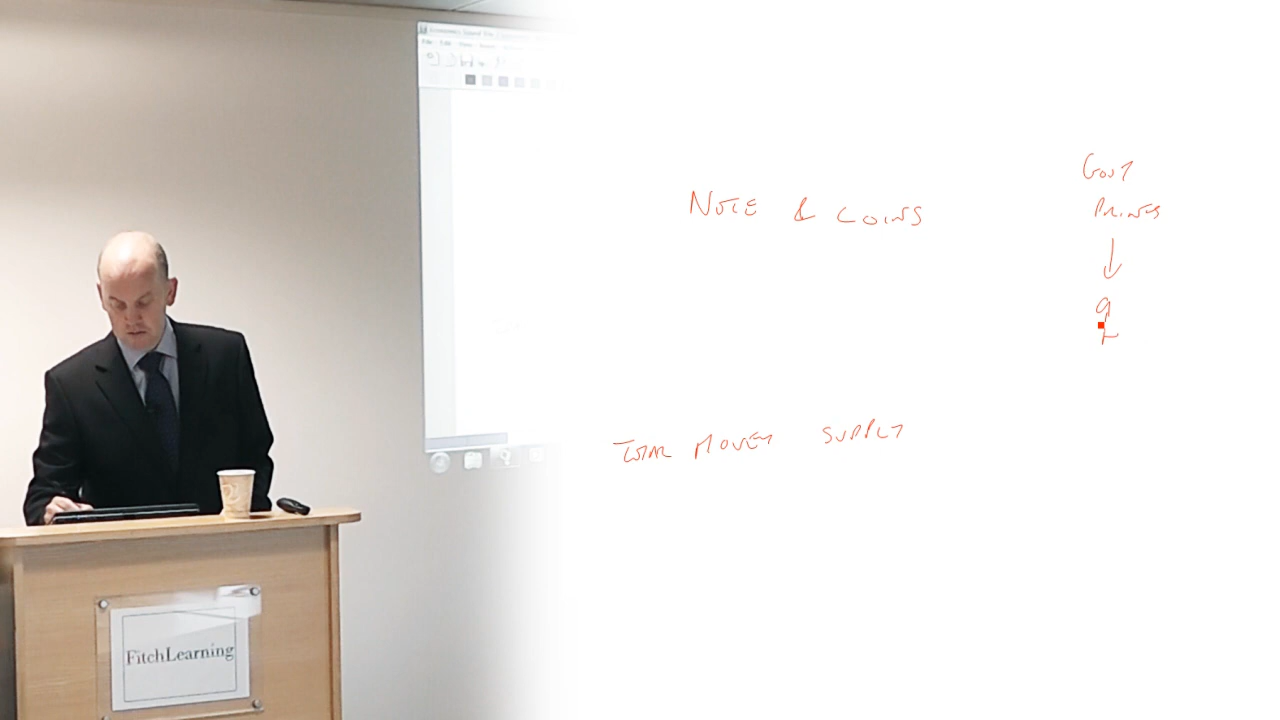 GOVT
PRINTS
NOTE & COINS
TOTAL MONEY SUPPLY
FitchLearning